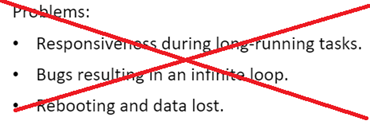 Problems:
• Responsiveness during long-running tasks.
• Bugs resulting in an infinite loop.
• Rebooting and data lost.